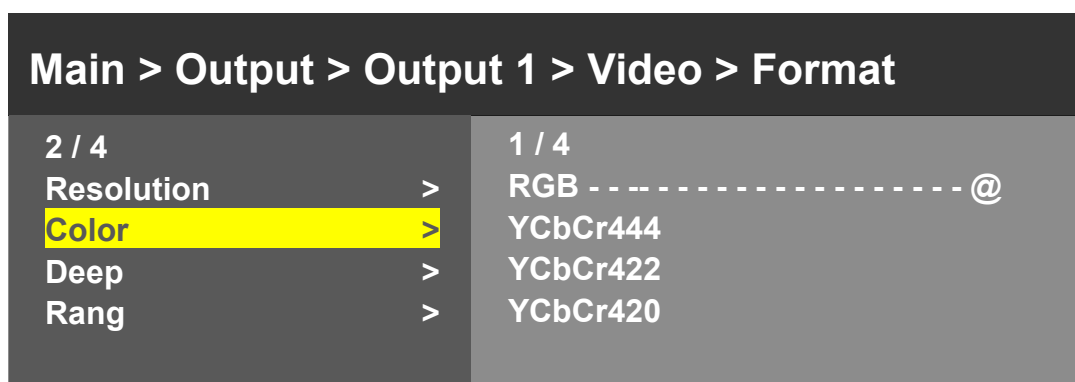 Main > Output > Output 1 > Video > Format
2 / 4
Resolution >
Color >
Deep >
Rang >
1 / 4
RGB - - -- - - - - - - - - - - - - - - - - - @
YCbCr444
YCbCr422
YCbCr420